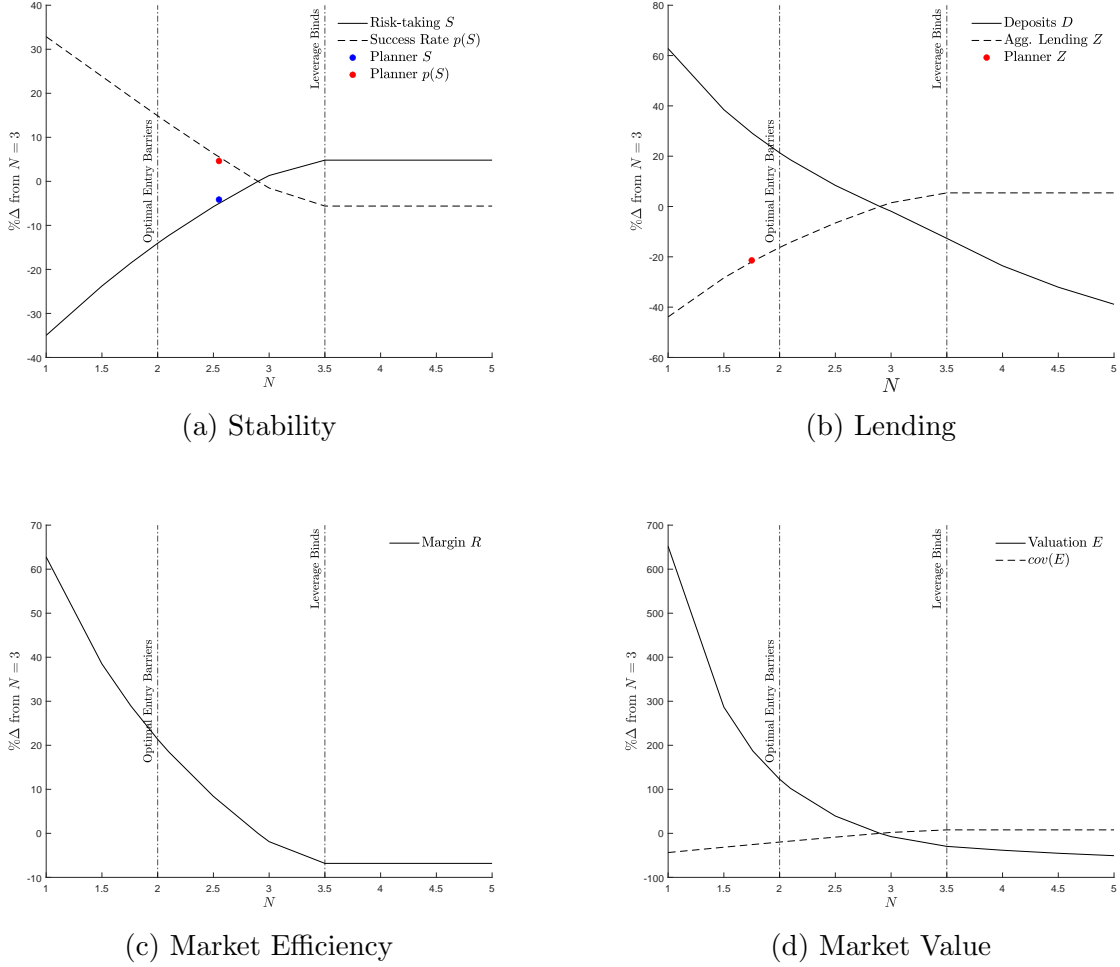 40%
30
20
10
0
-10
-20
-30
-40
%Δ from N = 3
1 1.5 2 2.5 3 3.5 4 4.5 5
N
Optimal Entry Barriers
Leverage Binds
Risk-taking S
Success Rate p(S)
Planner S
Planner p(S)
(a) Stability
80
60
40
20
0
-20
-40
-60
%Δ from N = 3
1 1.5 2 2.5 3 3.5 4 4.5 5
N
Optimal Entry Barriers
Leverage Binds
Deposits D
Agg. Lending Z
Planner Z
(b) Lending
70
60
50
40
30
20
10
0
-10
%Δ from N = 3
1 1.5 2 2.5 3 3.5 4 4.5 5
N
Optimal Entry Barriers
Leverage Binds
Margin R
(c) Market Efficiency
700
600
500
400
300
200
100
0
-100
%Δ from N = 3
1 1.5 2 2.5 3 3.5 4 4.5 5
N
Optimal Entry Barriers
Leverage Binds
Valuation E
cov(E)
(d) Market Value